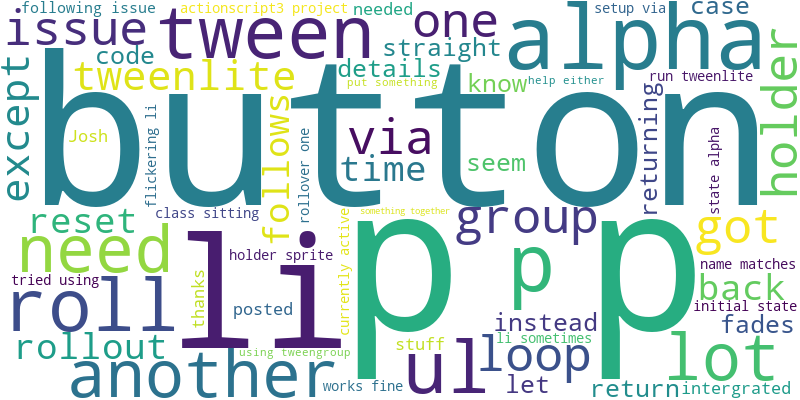 following issue
actionscript3 project
needed
setup via
case
issue
tween
one
alpha
code
straight
tweenlite
details
know
help either
run tweenlite
put something
except
button
holder
Josh
flickering li
follows
rollover one
via
time
seem
returning
state alpha
class sitting
something together
reset
group
got
need
li
p p
p
currently active
holder sprite
name matches
tried using
thanks
back
roll
posted
initial state
instead
fades
rollout
stuff
li sometimes
loop
lot
using tweengroup
another
works fine
ul
let
return
intergrated